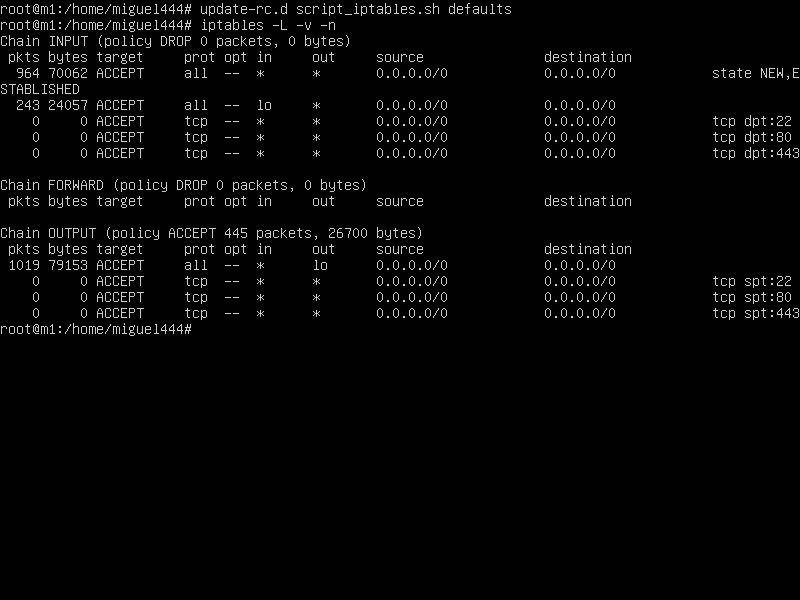 root@m1:/home/miguel444# update-rc.d script_iptables.sh defaults
root@m1:/home/miguel444# iptables -L -v -n
Chain INPUT (policy DROP 0 packets, 0 bytes)
 pkts bytes target     prot opt in     out     source               destination
  964 70062 ACCEPT     all  --  *      *       0.0.0.0/0            0.0.0.0/0            state NEW,E
STABLISHED
  243 24057 ACCEPT     all  --  lo     *       0.0.0.0/0            0.0.0.0/0
    0     0 ACCEPT     tcp  --  *      *       0.0.0.0/0            0.0.0.0/0            tcp dpt:22
    0     0 ACCEPT     tcp  --  *      *       0.0.0.0/0            0.0.0.0/0            tcp dpt:80
    0     0 ACCEPT     tcp  --  *      *       0.0.0.0/0            0.0.0.0/0            tcp dpt:443
Chain FORWARD (policy DROP 0 packets, 0 bytes)
 pkts bytes target     prot opt in     out     source               destination
Chain OUTPUT (policy ACCEPT 445 packets, 26700 bytes)
 pkts bytes target     prot opt in     out     source               destination
 1019 79153 ACCEPT     all  --  *      lo      0.0.0.0/0            0.0.0.0/0
    0     0 ACCEPT     tcp  --  *      *       0.0.0.0/0            0.0.0.0/0            tcp spt:22
    0     0 ACCEPT     tcp  --  *      *       0.0.0.0/0            0.0.0.0/0            tcp spt:80
    0     0 ACCEPT     tcp  --  *      *       0.0.0.0/0            0.0.0.0/0            tcp spt:443
root@m1:/home/miguel444#